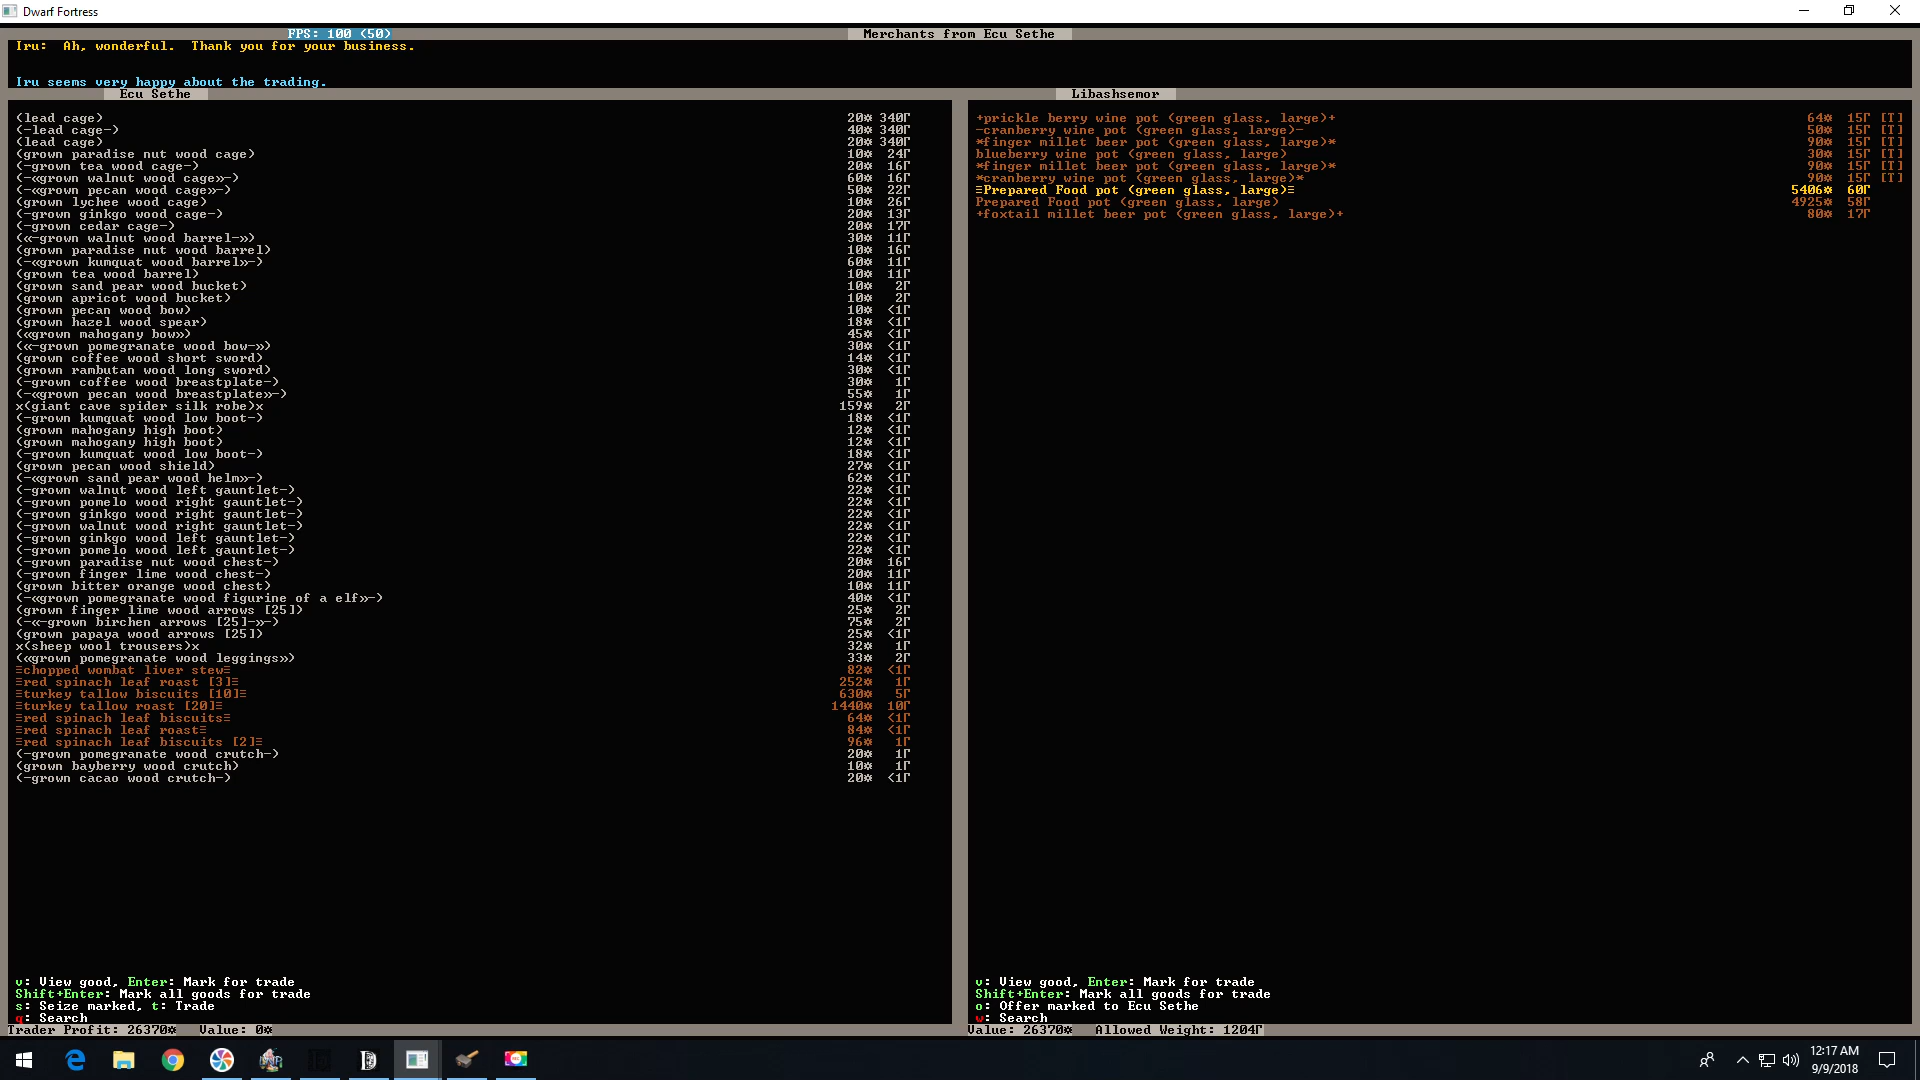 Dwarf Fortress
FPS: 100 (50)
Merchants from Ecu Sethe
Iru: Ah, wonderful. Thank you for your business.
Iru seems very happy about the trading.
Ecu Sethe
(lead cage) 20☼ 340Γ
(-lead cage-) 40☼ 340Γ
(lead cage) 20☼ 340Γ
(grown paradise nut wood cage) 10☼ 24Γ
(-grown tea wood cage-) 20☼ 16Γ
(-«grown walnut wood cage»-) 60☼ 16Γ
(-«grown pecan wood cage»-) 50☼ 22Γ
(grown lychee wood cage) 10☼ 26Γ
(-grown ginkgo wood cage-) 20☼ 13Γ
(-grown cedar cage-) 20☼ 17Γ
(«-grown walnut wood barrel-») 30☼ 11Γ
(grown paradise nut wood barrel) 10☼ 16Γ
(-«grown kumquat wood barrel»-) 60☼ 11Γ
(grown tea wood barrel) 10☼ 11Γ
(grown sand pear wood bucket) 10☼ 2Γ
(grown apricot wood bucket) 10☼ 2Γ
(grown pecan wood bow) 10☼ <1Γ
(grown hazel wood spear) 18☼ <1Γ
(«grown mahogany bow») 45☼ <1Γ
(«-grown pomegranate wood bow-») 30☼ <1Γ
(grown coffee wood short sword) 14☼ <1Γ
(grown rambutan wood long sword) 30☼ <1Γ
(-grown coffee wood breastplate-) 30☼ 1Γ
(-«grown pecan wood breastplate»-) 55☼ 1Γ
x(giant cave spider silk robe)x 159☼ 2Γ
(-grown kumquat wood low boot-) 18☼ <1Γ
(grown mahogany high boot) 12☼ <1Γ
(grown mahogany high boot) 12☼ <1Γ
(-grown kumquat wood low boot-) 18☼ <1Γ
(grown pecan wood shield) 27☼ <1Γ
(-«grown sand pear wood helm»-) 62☼ <1Γ
(-grown walnut wood left gauntlet-) 22☼ <1Γ
(-grown pomelo wood right gauntlet-) 22☼ <1Γ
(-grown ginkgo wood right gauntlet-) 22☼ <1Γ
(-grown walnut wood right gauntlet-) 22☼ <1Γ
(-grown ginkgo wood left gauntlet-) 22☼ <1Γ
(-grown pomelo wood left gauntlet-) 22☼ <1Γ
(-grown paradise nut wood chest-) 20☼ 16Γ
(-grown finger lime wood chest-) 20☼ 11Γ
(grown bitter orange wood chest) 10☼ 11Γ
(-«grown pomegranate wood figurine of a elf»-) 40☼ <1Γ
(grown finger lime wood arrows [25]) 25☼ 2Γ
(-«-grown birchen arrows [25]-»-) 75☼ 2Γ
(grown papaya wood arrows [25]) 25☼ <1Γ
x(sheep wool trousers)x 32☼ 1Γ
(«grown pomegranate wood leggings») 33☼ 2Γ
≡chopped wombat liver stew≡ 82☼ <1Γ
≡red spinach leaf roast [3]≡ 252☼ 1Γ
≡turkey tallow biscuits [10]≡ 630☼ 5Γ
≡turkey tallow roast [20]≡ 1440☼ 10Γ
≡red spinach leaf biscuits≡ 64☼ <1Γ
≡red spinach leaf roast≡ 84☼ <1Γ
≡red spinach leaf biscuits [2]≡ 96☼ 1Γ
(-grown pomegranate wood crutch-) 20☼ 1Γ
(grown bayberry wood crutch) 10☼ 1Γ
(-grown cacao wood crutch-) 20☼ <1Γ
v: View good, Enter: Mark for trade
Shift+Enter: Mark all goods for trade
s: Seize marked, t: Trade
q: Search
Trader Profit: 26370☼ Value: 0☼
Libashsemor
+prickle berry wine pot (green glass, large)+ 64☼ 15Γ [T]
-cranberry wine pot (green glass, large)- 50☼ 15Γ [T]
*finger millet beer pot (green glass, large)* 90☼ 15Γ [T]
blueberry wine pot (green glass, large) 30☼ 15Γ [T]
*finger millet beer pot (green glass, large)* 90☼ 15Γ [T]
*cranberry wine pot (green glass, large)* 90☼ 15Γ [T]
≡Prepared Food pot (green glass, large)≡ 5406☼ 60Γ
Prepared Food pot (green glass, large) 4925☼ 58Γ
+foxtail millet beer pot (green glass, large)+ 80☼ 17Γ
v: View good, Enter: Mark for trade
Shift+Enter: Mark all goods for trade
o: Offer marked to Ecu Sethe
w: Search
Value: 26370☼ Allowed Weight: 1204Γ
12:17 AM
9/9/2018